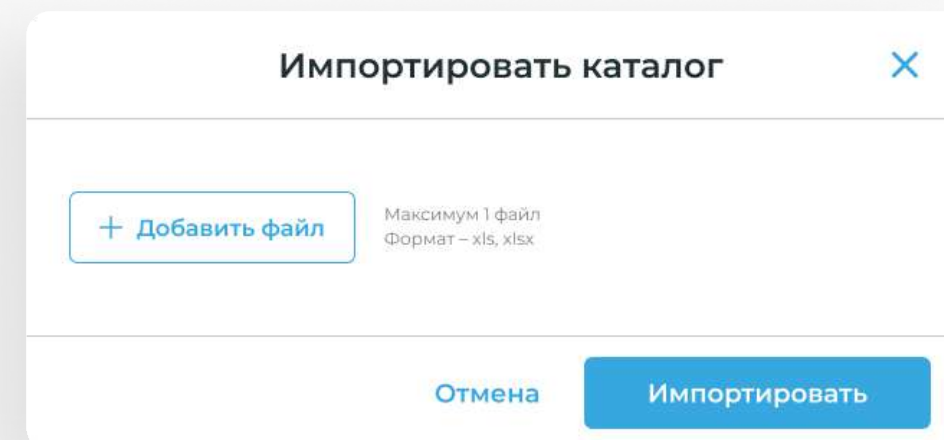 Импортировать каталог
+ Добавить файл
Максимум 1 файл
Формат – xls, xlsx
Отмена
Импортировать